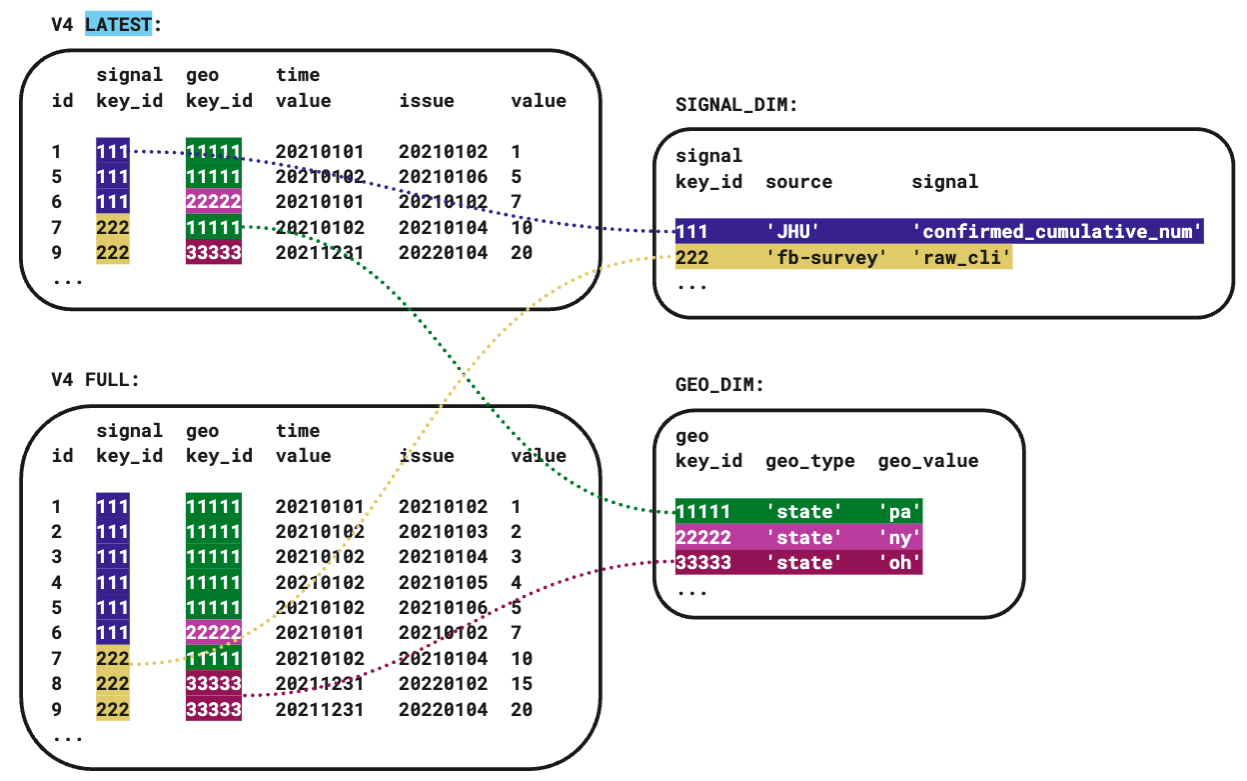 V4 LATEST:
signal geo time
id key_id key_id value issue value
1 111 11111 20210101 20210102 1
5 111 11111 20210102 20210106 5
6 111 22222 20210101 20210102 7
7 222 11111 20210102 20210104 10
9 222 33333 20211231 20220104 20
...
SIGNAL_DIM:
signal
key_id source signal
111 'JHU' 'confirmed_cumulative_num'
222 'fb-survey' 'raw_cli'
...
V4 FULL:
signal geo time
id key_id key_id value issue value
1 111 11111 20210101 20210102 1
2 111 11111 20210102 20210103 2
3 111 11111 20210102 20210104 3
4 111 11111 20210102 20210105 4
5 111 11111 20210102 20210106 5
6 111 22222 20210101 20210102 7
7 222 11111 20210102 20210104 10
8 222 33333 20211231 20220102 15
9 222 33333 20211231 20220104 20
...
GEO_DIM:
geo
key_id geo_type geo_value
11111 'state' 'pa'
22222 'state' 'ny'
33333 'state' 'oh'
...